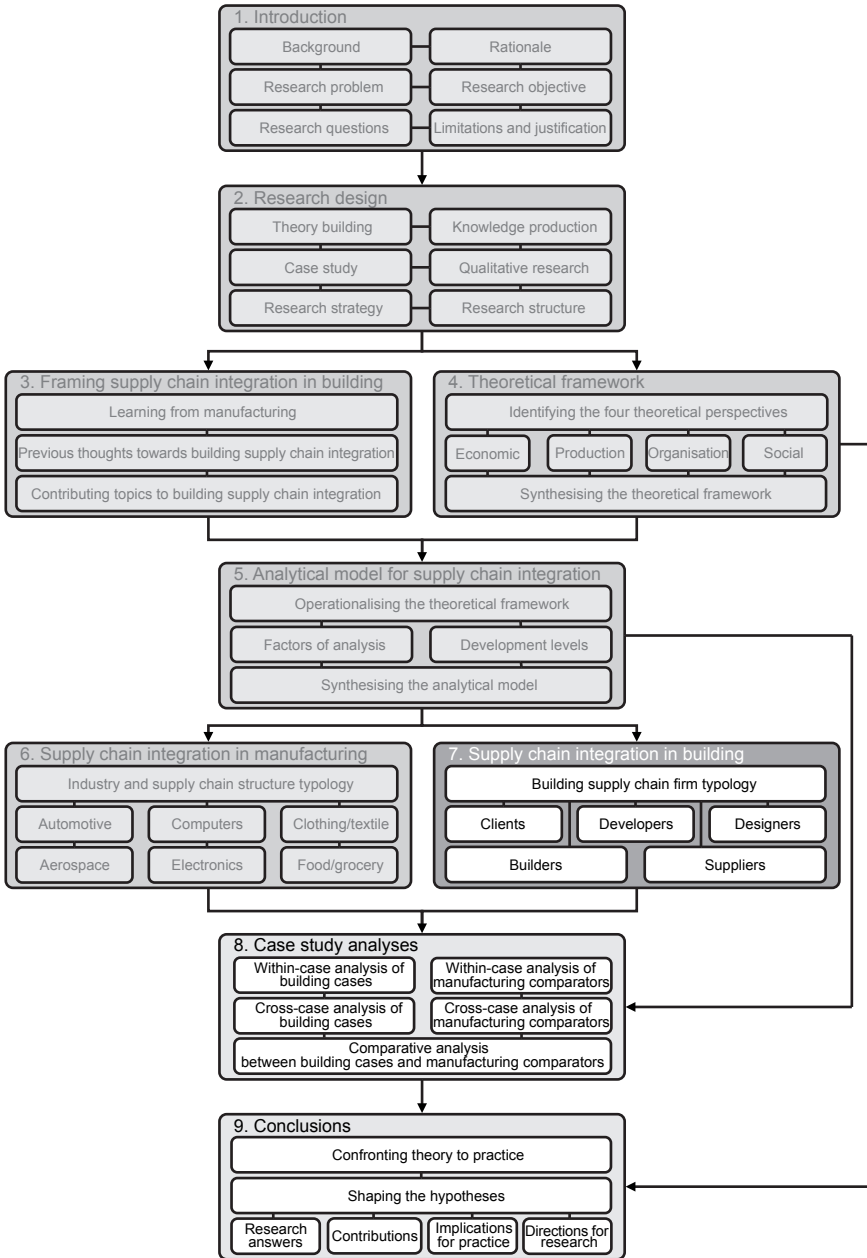 1. Introduction
Background
Rationale
Research problem
Research objective
Research questions
Limitations and justification
2. Research design
Theory building
Knowledge production
Case study
Qualitative research
Research strategy
Research structure
3. Framing supply chain integration in building
Learning from manufacturing
Previous thoughts towards building supply chain integration
Contributing topics to building supply chain integration
4. Theoretical framework
Identifying the four theoretical perspectives
Economic
Production
Organisation
Social
Synthesising the theoretical framework
5. Analytical model for supply chain integration
Operationalising the theoretical framework
Factors of analysis
Development levels
Synthesising the analytical model
6. Supply chain integration in manufacturing
Industry and supply chain structure typology
Automotive
Computers
Clothing/textile
Aerospace
Electronics
Food/grocery
7. Supply chain integration in building
Building supply chain firm typology
Clients
Developers
Designers
Builders
Suppliers
8. Case study analyses
Within-case analysis of
building cases
Within-case analysis of
manufacturing comparators
Cross-case analysis of
building cases
Cross-case analysis of
manufacturing comparators
Comparative analysis
between building cases and manufacturing comparators
9. Conclusions
Confronting theory to practice
Shaping the hypotheses
Research
answers
Contributions
Implications
for practice
Directions for
research